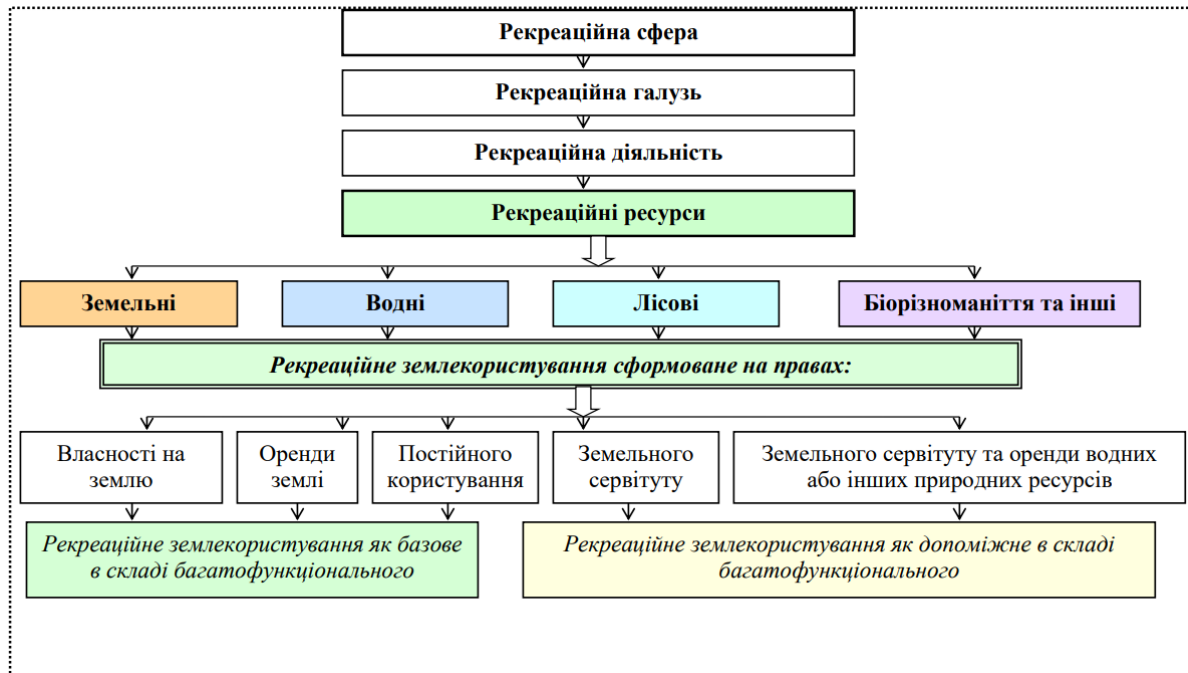 Рекреаційна сфера
Рекреаційна галузь
Рекреаційна діяльність
Рекреаційні ресурси
Земельні
Водні
Лісові
Біорізноманіття та інші
Рекреаційне землекористування сформоване на правах:
Власності на
землю
Оренди
землі
Постійного
користування
Земельного
сервітуту
Земельного сервітуту та оренди водних
або інших природних ресурсів
Рекреаційне землекористування як базове
в складі багатофункціонального
Рекреаційне землекористування як допоміжне в складі
багатофункціонального